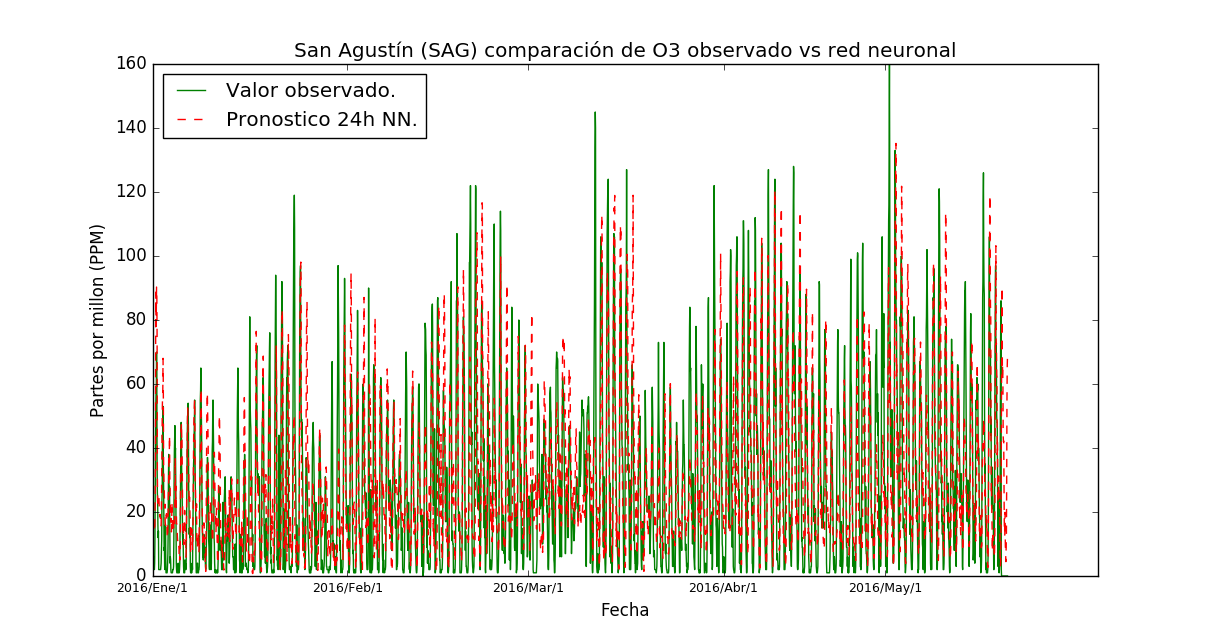 San Agustín (SAG) comparación de O3 observado vs red neuronal
160
140
120
100
80
60
40
20
0
Valor observado.
Pronostico 24h NN.
Partes por millon (PPM)
2016/Ene/1 2016/Feb/1 2016/Mar/1 2016/Abr/1 2016/May/1
Fecha